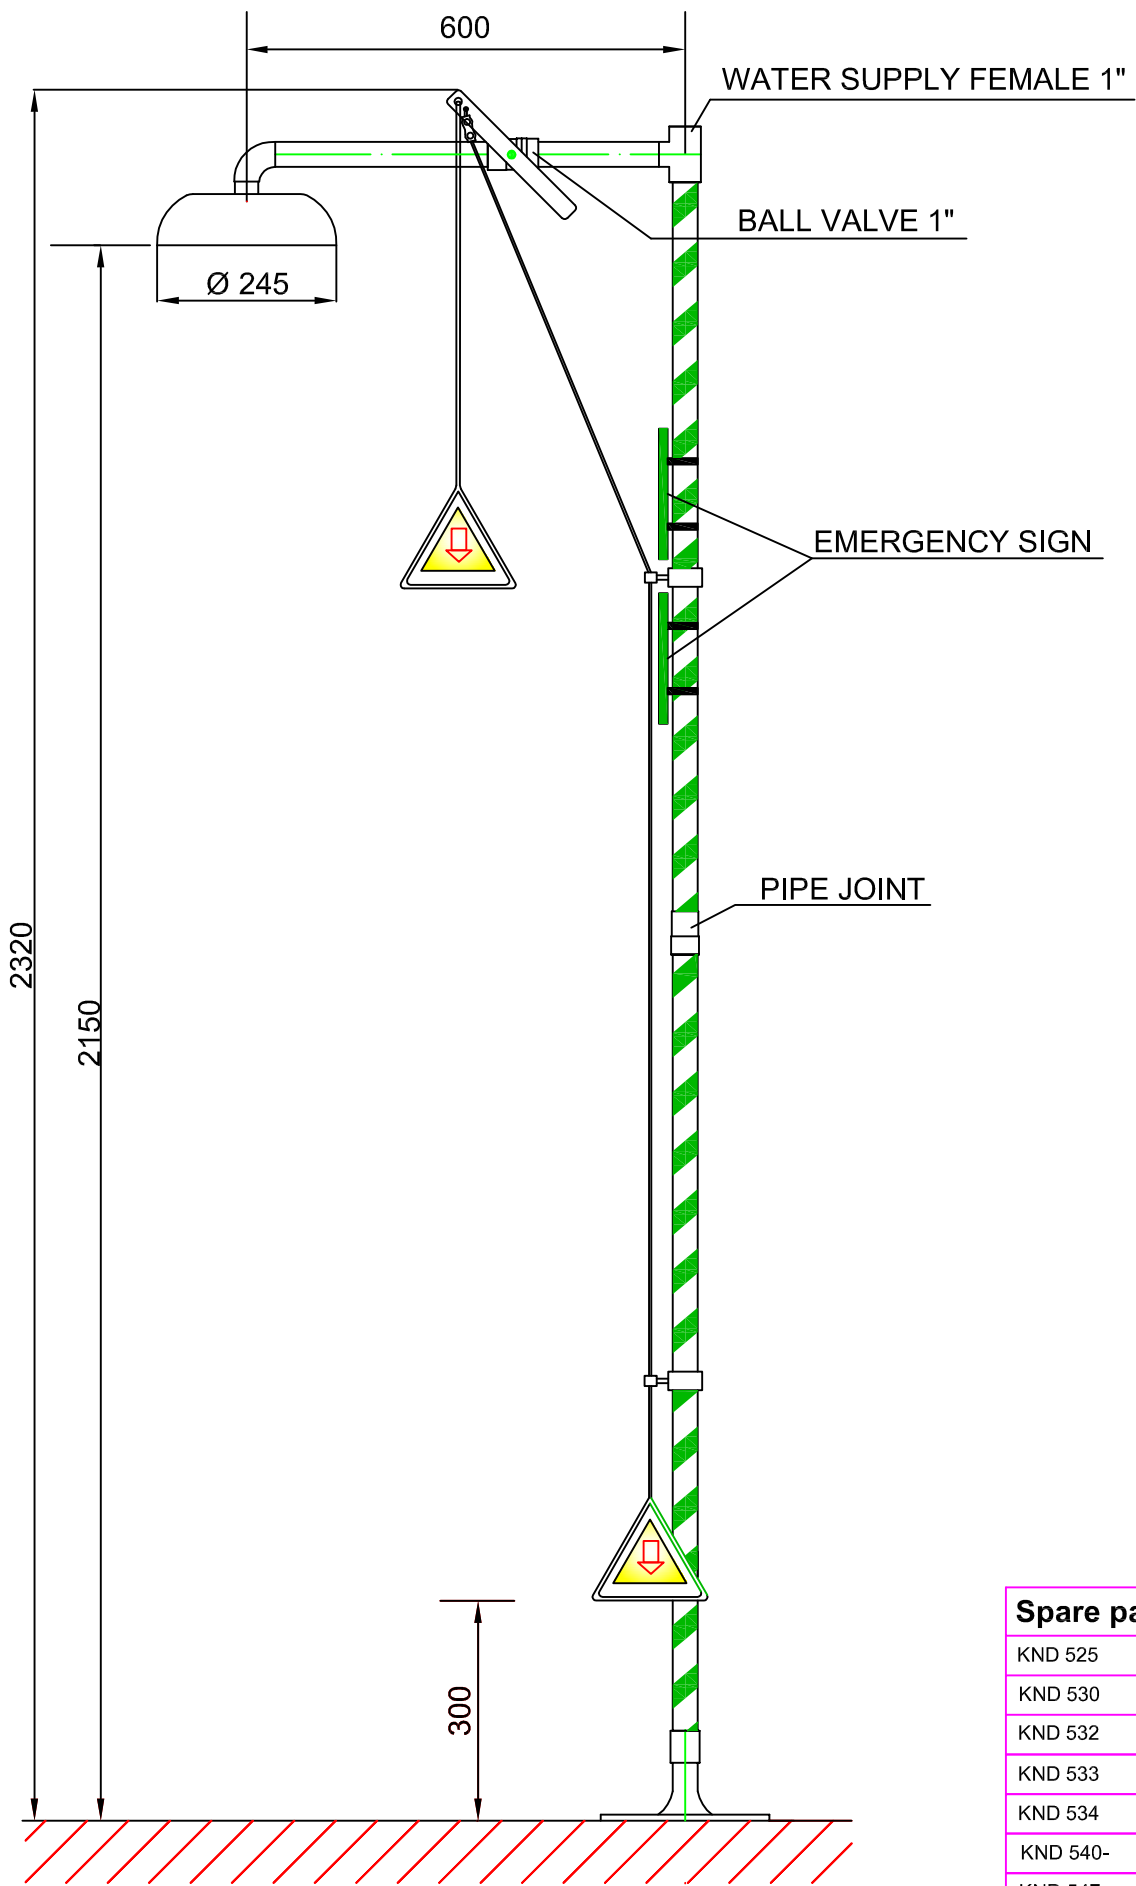 600
WATER SUPPLY FEMALE 1"
BALL VALVE 1"
Ø 245
EMERGENCY SIGN
PIPE JOINT
2320
2150
300
Spare
KND 525
KND 530
KND 532
KND 533
KND 534
KND 540-